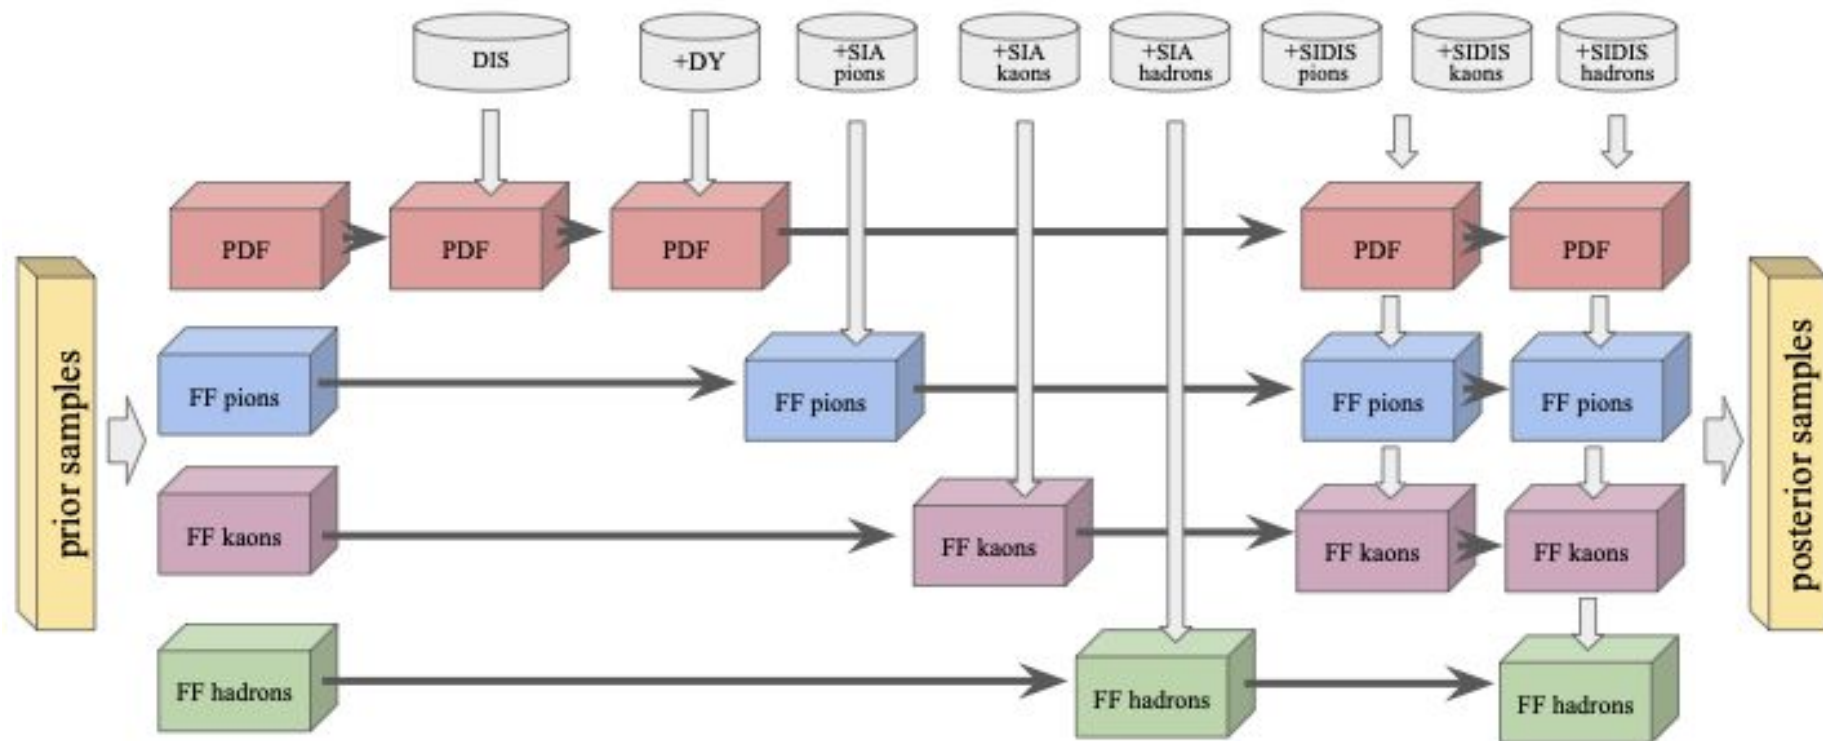 DIS
+DY
+SIA
pions
+SIA
kaons
+SIA
hadrons
+SIDIS
pions
+SIDIS
kaons
+SIDIS
hadrons
PDF
PDF
PDF
PDF
PDF
prior samples
FF pions
FF pions
FF pions
FF pions
posterior samples
FF kaons
FF kaons
FF kaons
FF kaons
FF hadrons
FF hadrons
FF hadrons